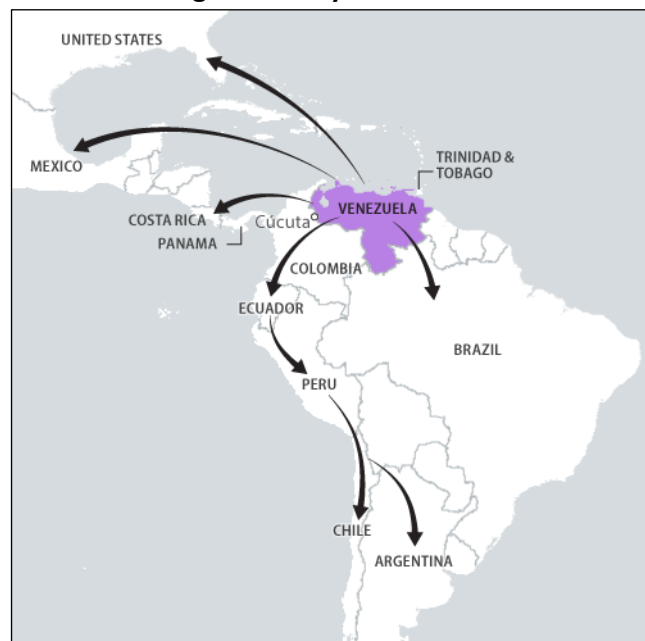 UNITED STATES
MEXICO
TRINIDAD &
TOBAGO
VENEZUELA
COSTA RICA
Cúcuta
PANAMA
COLOMBIA
ECUADOR
BRAZIL
PERU
CHILE
ARGENTINA